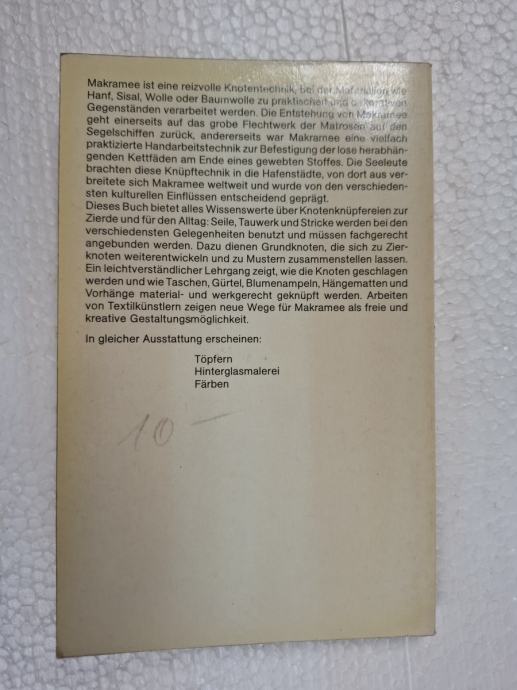 Makramee ist eine reizvolle Knotentechnik, bei der Materialien wie
Hanf, Sisal, Wolle oder Baumwolle zu praktischen und dekorativen
Gegenständen verarbeitet werden. Die Entstehung von Makramee
geht einerseits auf das grobe Flechtwerk der Matrosen auf den
Segelschiffen zurück, andererseits war Makramee eine vielfach
praktizierte Handarbeitstechnik zur Befestigung der lose herabhän-
genden Kettfäden am Ende eines gewebten Stoffes. Die Seeleute
brachten diese Knüpftechnik in die Hafenstädte, von dort aus ver-
breitete sich Makramee weltweit und wurde von den verschieden-
sten kulturellen Einflüssen entscheidend geprägt.
Dieses Buch bietet alles Wissenswerte über Knotenknüpfereien zur
Zierde und für den Alltag: Seile, Tauwerk und Stricke werden bei den
verschiedensten Gelegenheiten benutzt und müssen fachgerecht
angebunden werden. Dazu dienen Grundknoten, die sich zu Zier-
knoten weiterentwickeln und zu Mustern zusammenstellen lassen.
Ein leichtverständlicher Lehrgang zeigt, wie die Knoten geschlagen
werden und wie Taschen, Gürtel, Blumenampeln, Hängematten und
Vorhänge material- und werkgerecht geknüpft werden. Arbeiten
von Textilkünstlern zeigen neue Wege für Makramee als freie und
kreative Gestaltungsmöglichkeit.
In gleicher Ausstattung erscheinen:
Töpfern
Hinterglasmalerei
Färben
10 —